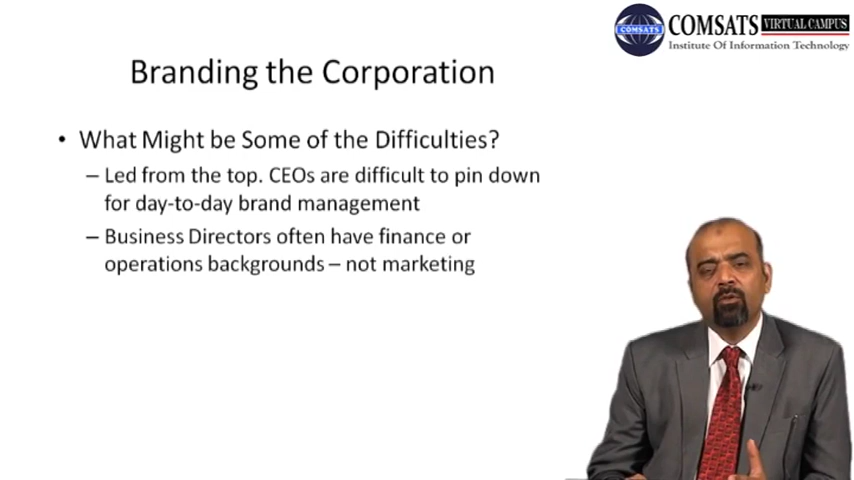 COMSATS VIRTUAL CAMPUS
COMSATS
Institute Of Information Technology
Branding the Corporation
• What Might be Some of the Difficulties?
– Led from the top. CEOs are difficult to pin down
for day-to-day brand management
– Business Directors often have finance or
operations backgrounds – not marketing